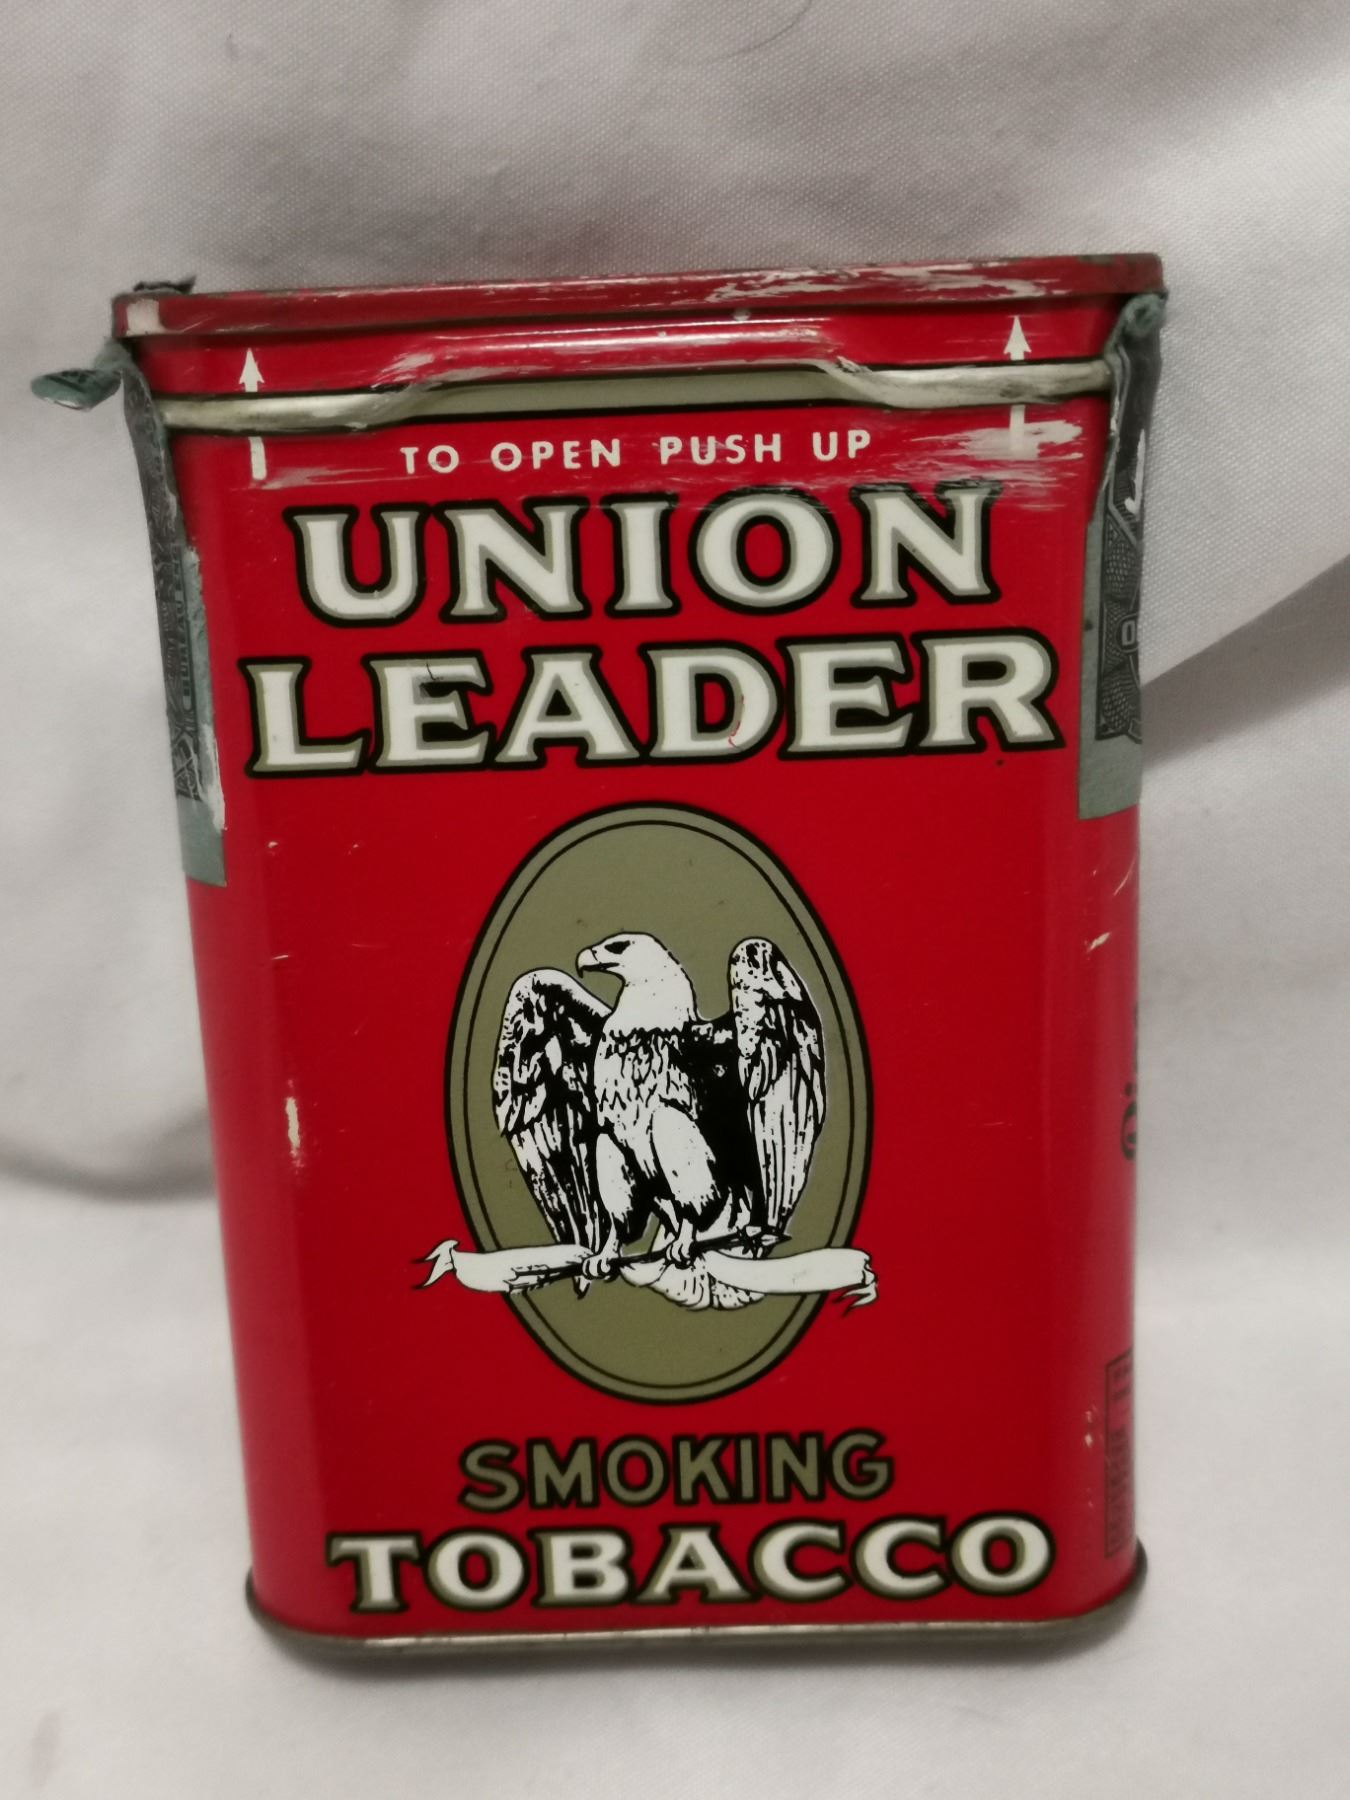 TO OPEN PUSH UP
UNION
LEADER
SMOKING
TOBACCO